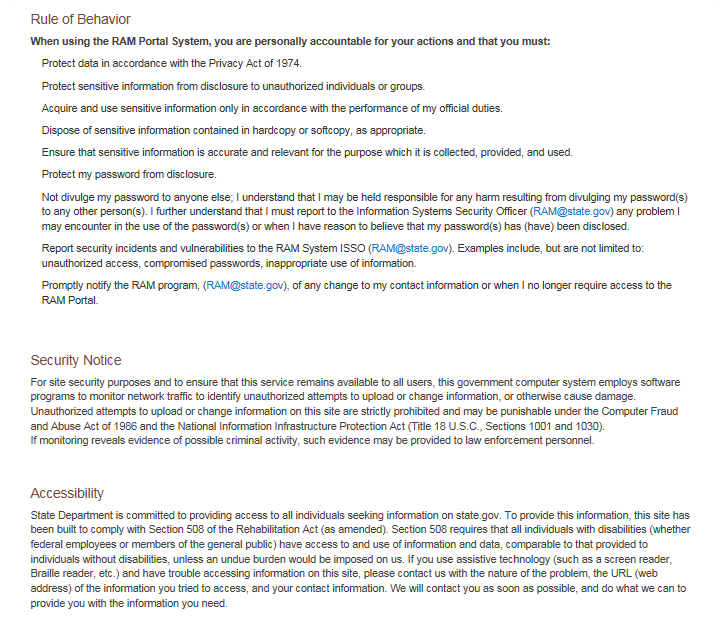 Rule of Behavior
When using the RAM Portal System, you are personally accountable for your actions and that you must:
Protect data in accordance with the Privacy Act of 1974.
Protect sensitive information from disclosure to unauthorized individuals or groups.
Acquire and use sensitive information only in accordance with the performance of my official duties.
Dispose of sensitive information contained in hardcopy or softcopy, as appropriate.
Ensure that sensitive information is accurate and relevant for the purpose which it is collected, provided, and used.
Protect my password from disclosure.
Not divulge my password to anyone else; I understand that I may be held responsible for any harm resulting from divulging my password(s)
to any other person(s). I further understand that I must report to the Information Systems Security Officer (RAM@state.gov) any problem I
may encounter in the use of the password(s) or when I have reason to believe that my password(s) has (have) been disclosed.
Report security incidents and vulnerabilities to the RAM System ISSO (RAM@state.gov). Examples include, but are not limited to:
unauthorized access, compromised passwords, inappropriate use of information.
Promptly notify the RAM program, (RAM@state.gov), of any change to my contact information or when I no longer require access to the
RAM Portal.
Security Notice
For site security purposes and to ensure that this service remains available to all users, this government computer system employs software
programs to monitor network traffic to identify unauthorized attempts to upload or change information, or otherwise cause damage.
Unauthorized attempts to upload or change information on this site are strictly prohibited and may be punishable under the Computer Fraud
and Abuse Act of 1986 and the National Information Infrastructure Protection Act (Title 18 U.S.C., Sections 1001 and 1030).
If monitoring reveals evidence of possible criminal activity, such evidence may be provided to law enforcement personnel.
Accessibility
State Department is committed to providing access to all individuals seeking information on state.gov. To provide this information, this site has
been built to comply with Section 508 of the Rehabilitation Act (as amended). Section 508 requires that all individuals with disabilities (whether
federal employees or members of the general public) have access to and use of information and data, comparable to that provided to
individuals without disabilities, unless an undue burden would be imposed on us. If you use assistive technology (such as a screen reader,
Braille reader, etc.) and have trouble accessing information on this site, please contact us with the nature of the problem, the URL (web
address) of the information you tried to access, and your contact information. We will contact you as soon as possible, and do what we can to
provide you with the information you need.